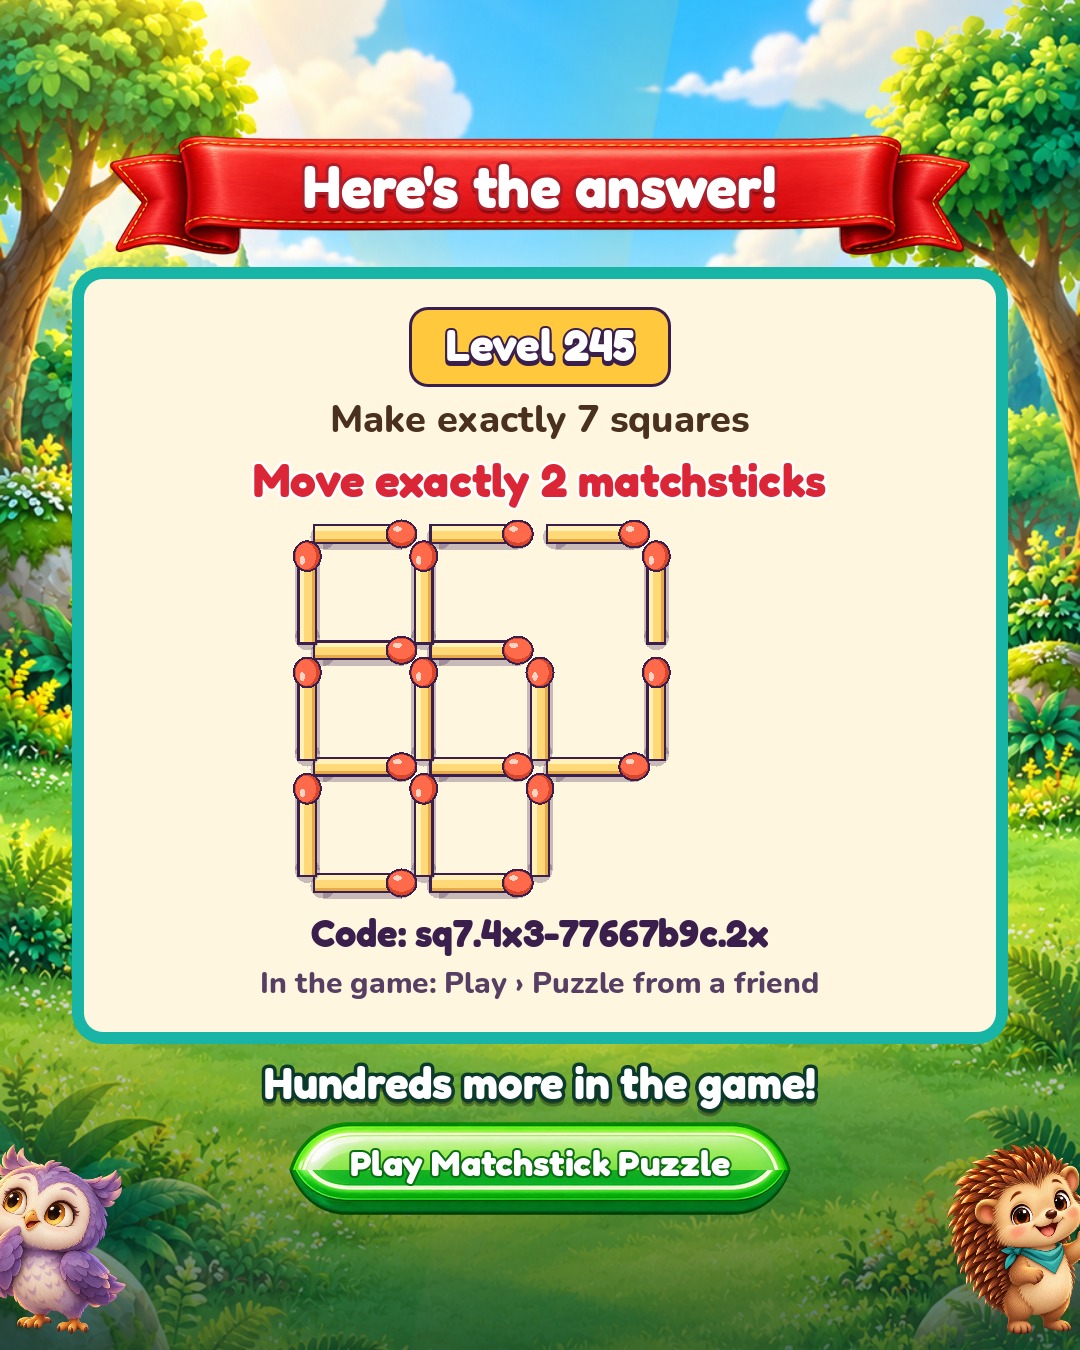 Here's the answer!
Level 245
Make exactly 7 squares
Move exactly 2 matchsticks
Code: sq7.4x3-77667b9c.2x
In the game: Play › Puzzle from a friend
Hundreds more in the game!
Play Matchstick Puzzle